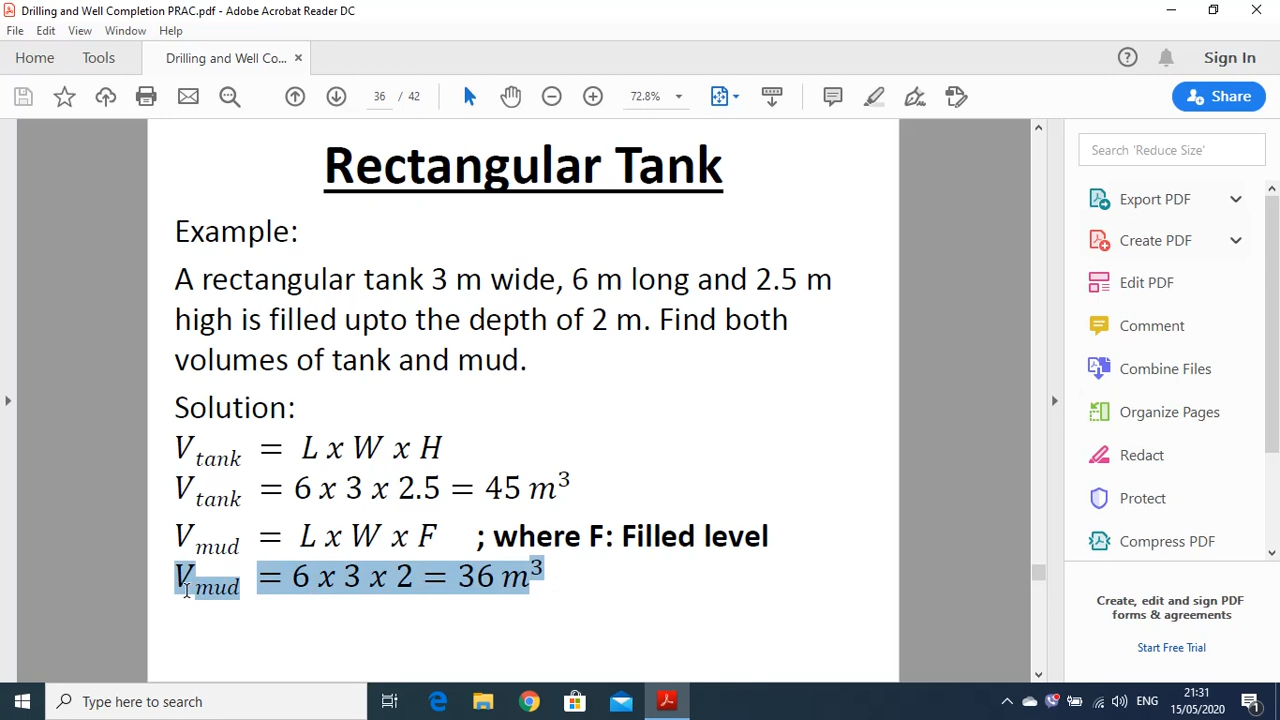 Drilling and Well Completion PRAC.pdf - Adobe Acrobat Reader DC
File Edit View Window Help
Home Tools Drilling and Well Co... × Sign In
36 / 42 72.8% Share
Rectangular Tank
Example:
A rectangular tank 3 m wide, 6 m long and 2.5 m
high is filled upto the depth of 2 m. Find both
volumes of tank and mud.
Solution:
V_tank = L x W x H
V_tank = 6 x 3 x 2.5 = 45 m³
V_mud = L x W x F ; where F: Filled level
V_mud = 6 x 3 x 2 = 36 m³
Search 'Reduce Size'
Export PDF
Create PDF
Edit PDF
Comment
Combine Files
Organize Pages
Redact
Protect
Compress PDF
Create, edit and sign PDF
forms & agreements
Start Free Trial
Type here to search
ENG
21:31
15/05/2020
1